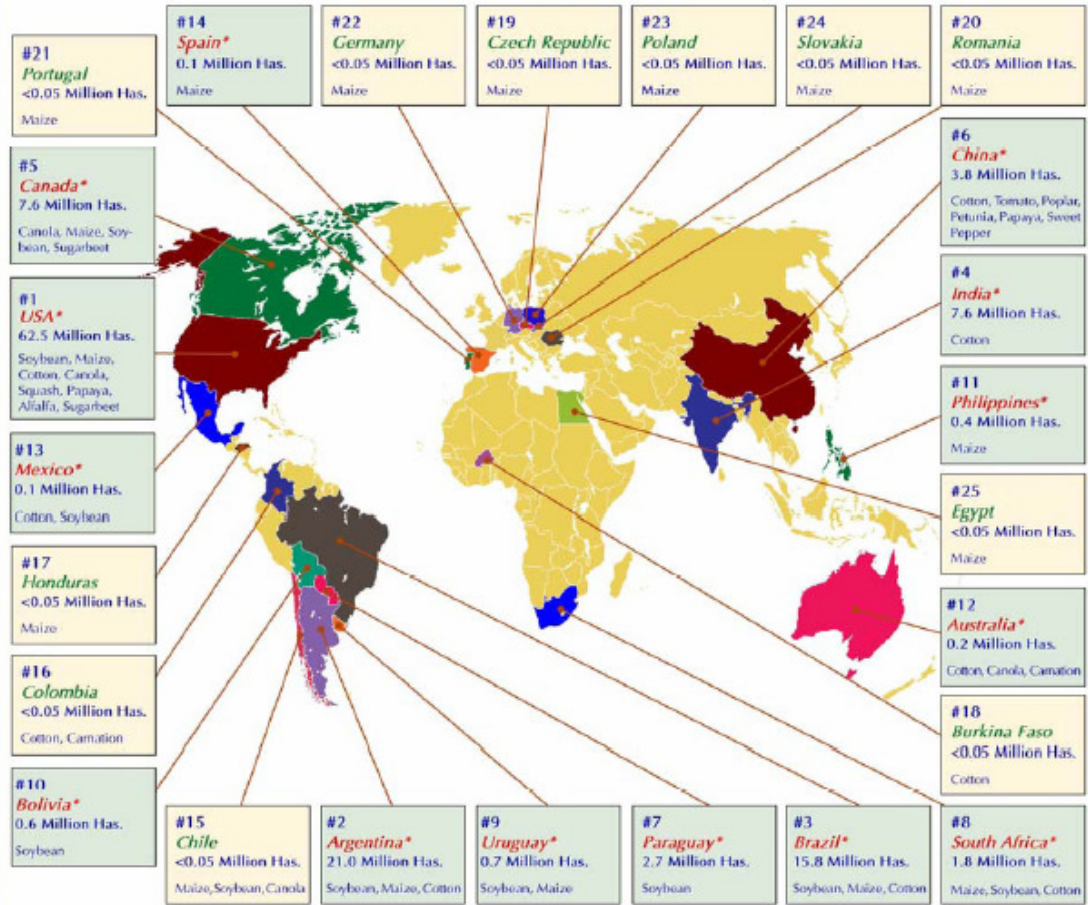 #14
Spain*
0.1 Million Has.
Maize
#22
Germany
<0.05 Million Has.
Maize
#19
Czech Republic
<0.05 Million Has.
Maize
#23
Poland
<0.05 Million Has.
Maize
#24
Slovakia
<0.05 Million Has.
Maize
#20
Romania
<0.05 Million Has.
Maize
#21
Portugal
<0.05 Million Has.
Maize
#5
Canada*
7.6 Million Has.
Canola, Maize, Soy-
bean, Sugarbeet
#1
USA*
62.5 Million Has.
Soybean, Maize,
Cotton, Canola,
Squash, Papaya,
Alfalfa, Sugarbeet
#13
Mexico*
0.1 Million Has.
Cotton, Soybean
#17
Honduras
<0.05 Million Has.
Maize
#16
Colombia
<0.05 Million Has.
Cotton, Carnation
#10
Bolivia*
0.6 Million Has.
Soybean
#6
China*
3.8 Million Has.
Cotton, Tomato, Poplar,
Petunia, Papaya, Sweet
Pepper
#4
India*
7.6 Million Has.
Cotton
#11
Philippines*
0.4 Million Has.
Maize
#25
Egypt
<0.05 Million Has.
Maize
#12
Australia*
0.2 Million Has.
Cotton, Canola, Carnation
#18
Burkina Faso
<0.05 Million Has.
Cotton
#15
Chile
<0.05 Million Has.
Maize, Soybean, Canola
#2
Argentina*
21.0 Million Has.
Soybean, Maize, Cotton
#9
Uruguay*
0.7 Million Has.
Soybean, Maize
#7
Paraguay*
2.7 Million Has.
Soybean
#3
Brazil*
15.8 Million Has.
Soybean, Maize, Cotton
#8
South Africa*
1.8 Million Has.
Maize, Soybean, Cotton